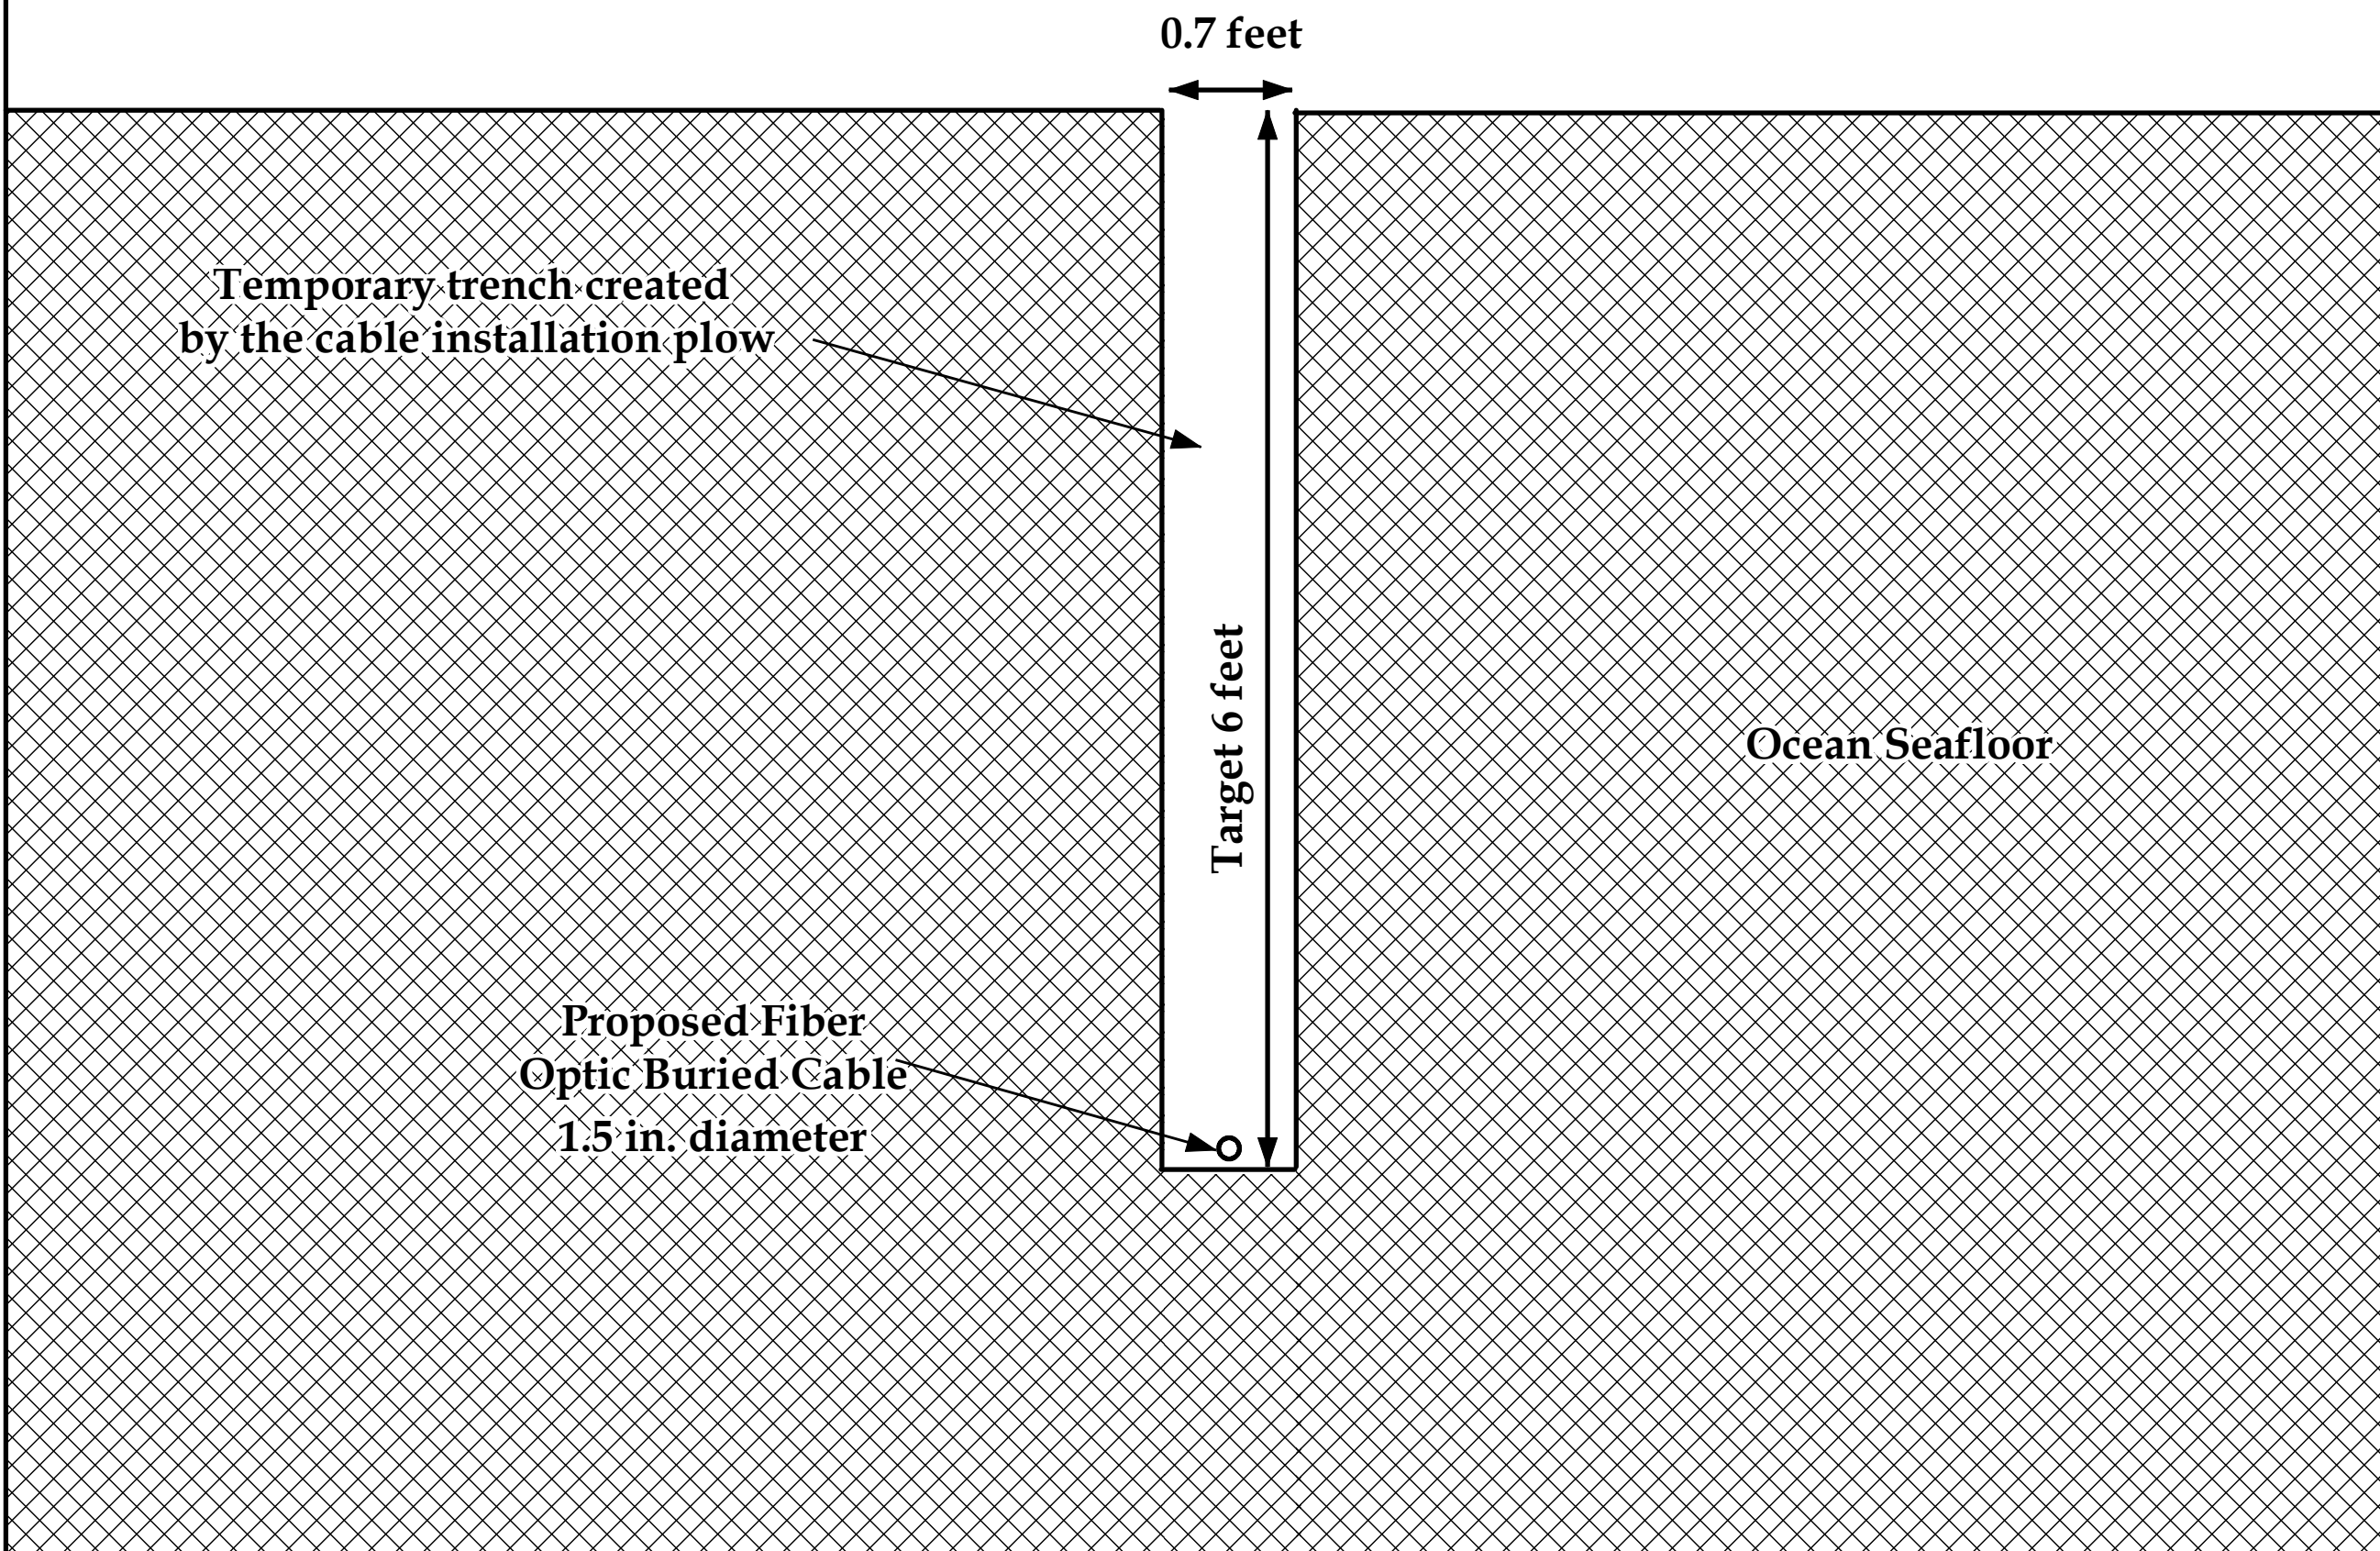 0.7 feet
Temporary trench created
by the cable installation plow
Target 6 feet
Ocean Seafloor
Proposed Fiber
Optic Buried Cable
1.5 in. diameter